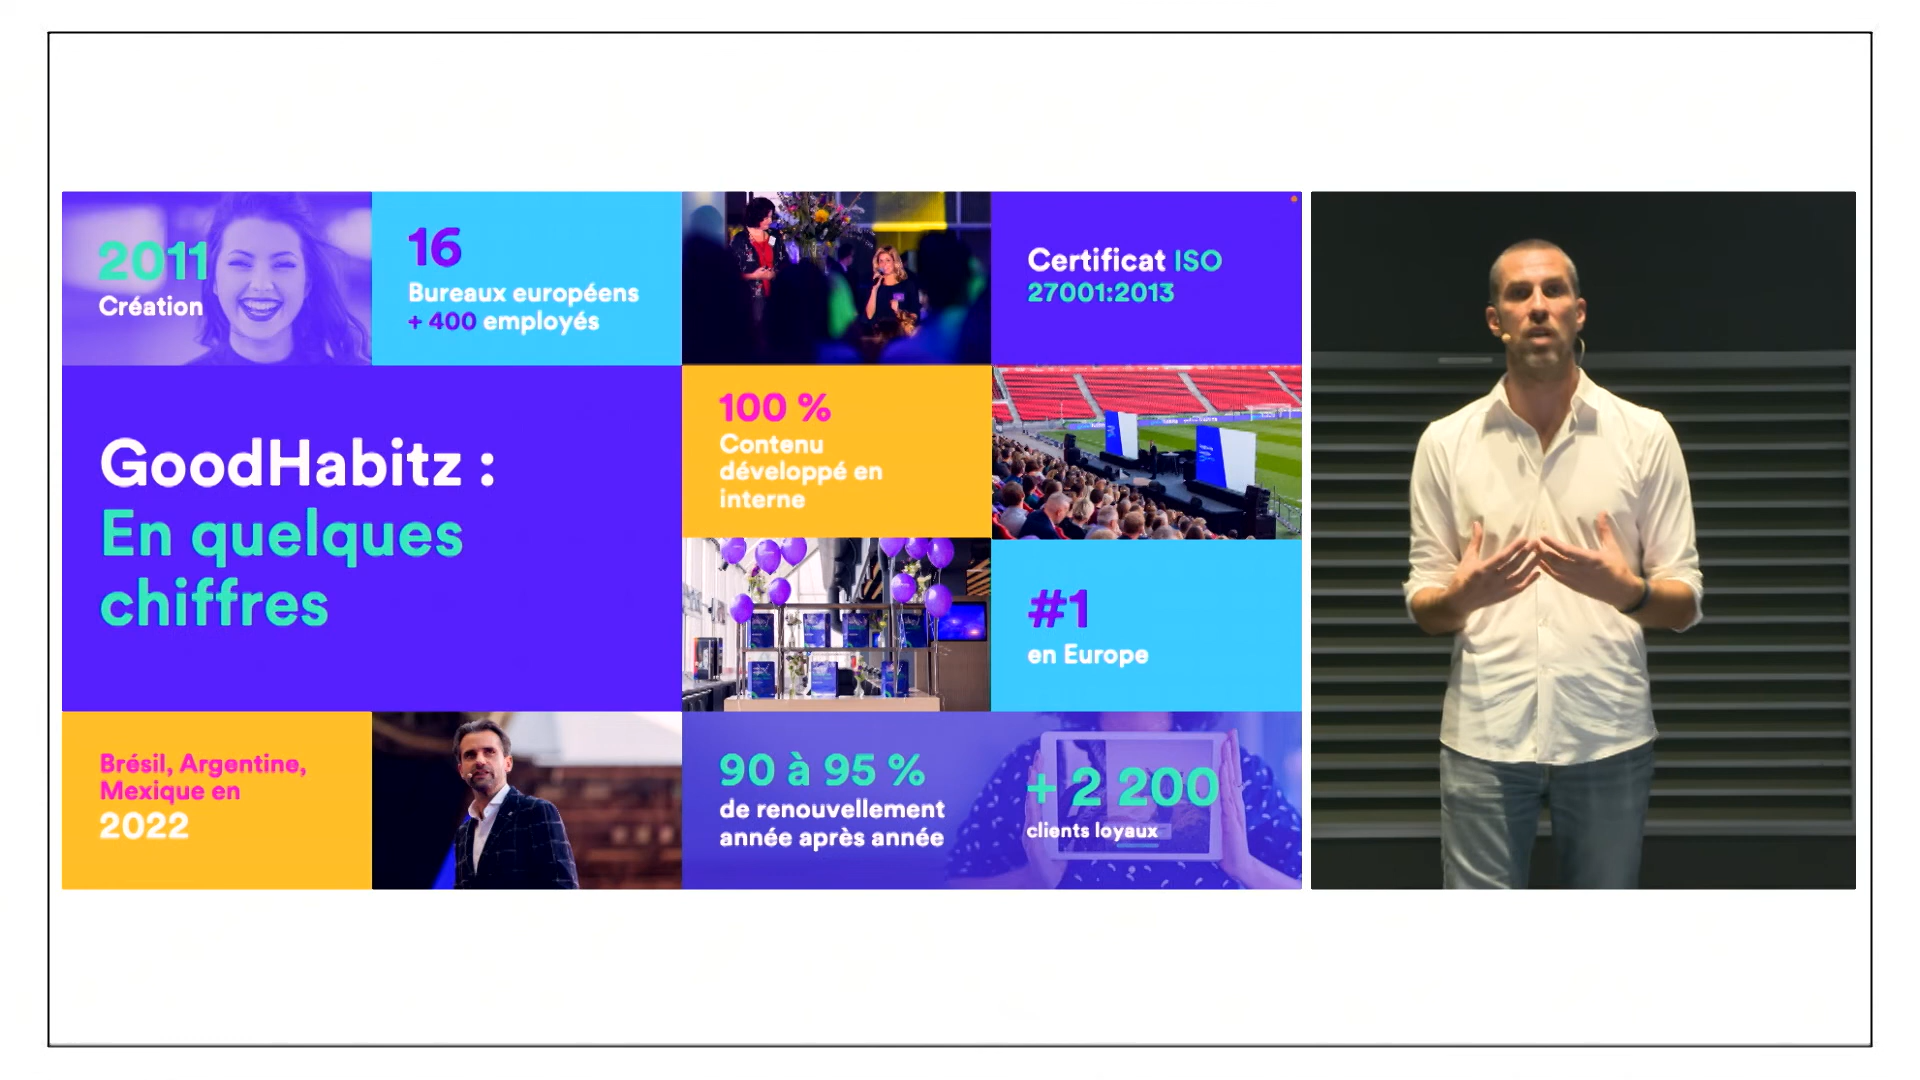 2011
Création
16
Bureaux européens
+ 400 employés
Certificat ISO
27001:2013
GoodHabitz :
En quelques
chiffres
100 %
Contenu
développé en
interne
#1
en Europe
Brésil, Argentine,
Mexique en
2022
90 à 95 %
de renouvellement
année après année
+ 2 200
clients loyaux